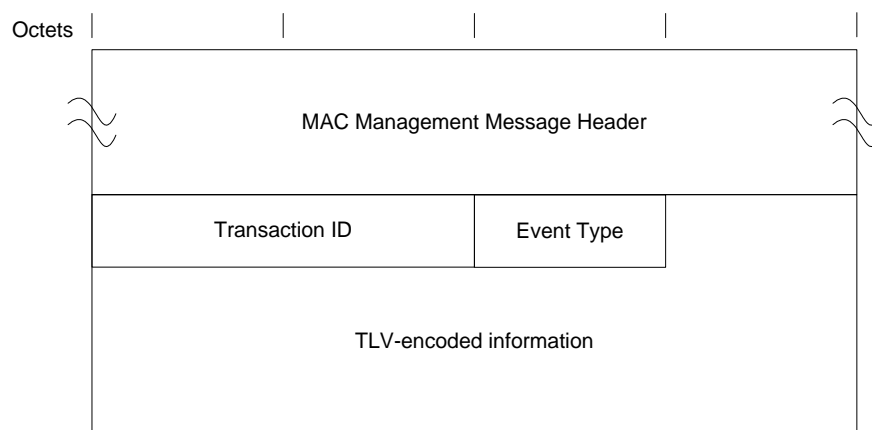 Octets
MAC Management Message Header
Transaction ID
Event Type
TLV-encoded information